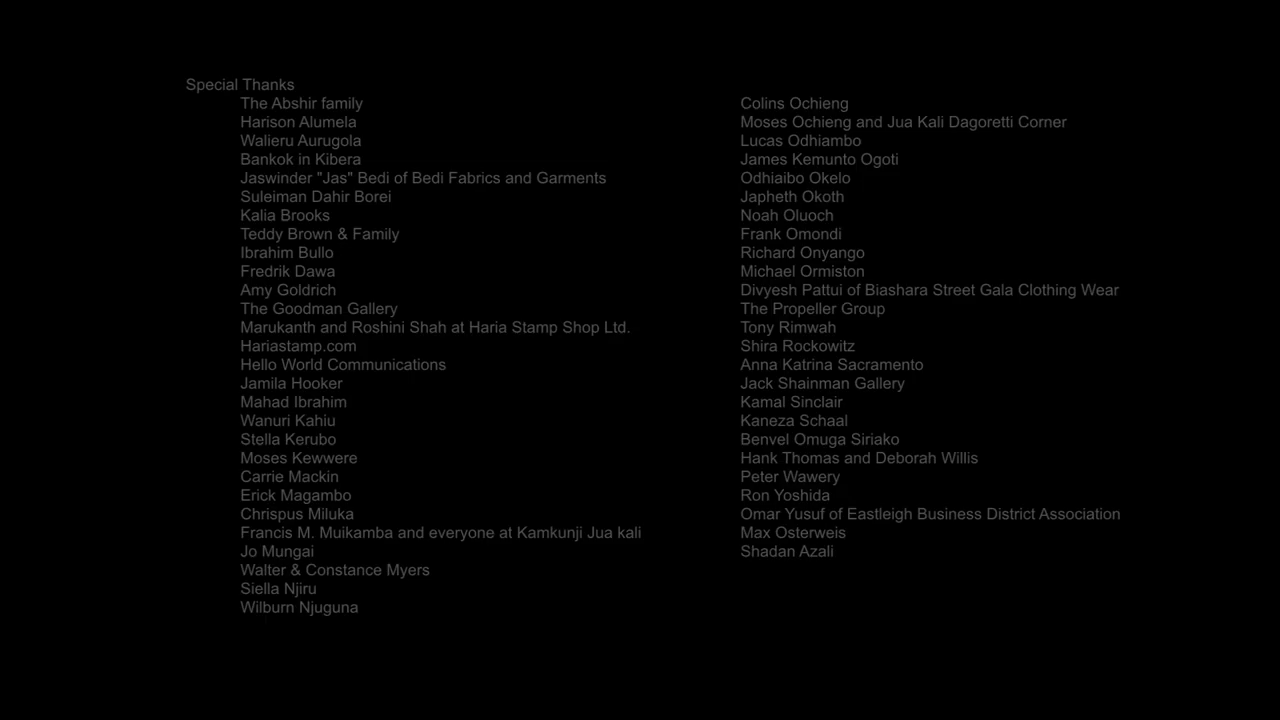 Special Thanks
The Abshir family
Harison Alumela
Walieru Aurugola
Bankok in Kibera
Jaswinder "Jas" Bedi of Bedi Fabrics and Garments
Suleiman Dahir Borei
Kalia Brooks
Teddy Brown & Family
Ibrahim Bullo
Fredrik Dawa
Amy Goldrich
The Goodman Gallery
Marukanth and Roshini Shah at Haria Stamp Shop Ltd.
Hariastamp.com
Hello World Communications
Jamila Hooker
Mahad Ibrahim
Wanuri Kahiu
Stella Kerubo
Moses Kewwere
Carrie Mackin
Erick Magambo
Chrispus Miluka
Francis M. Muikamba and everyone at Kamkunji Jua kali
Jo Mungai
Walter & Constance Myers
Siella Njiru
Wilburn Njuguna
Colins Ochieng
Moses Ochieng and Jua Kali Dagoretti Corner
Lucas Odhiambo
James Kemunto Ogoti
Odhiaibo Okelo
Japheth Okoth
Noah Oluoch
Frank Omondi
Richard Onyango
Michael Ormiston
Divyesh Pattui of Biashara Street Gala Clothing Wear
The Propeller Group
Tony Rimwah
Shira Rockowitz
Anna Katrina Sacramento
Jack Shainman Gallery
Kamal Sinclair
Kaneza Schaal
Benvel Omuga Siriako
Hank Thomas and Deborah Willis
Peter Wawery
Ron Yoshida
Omar Yusuf of Eastleigh Business District Association
Max Osterweis
Shadan Azali